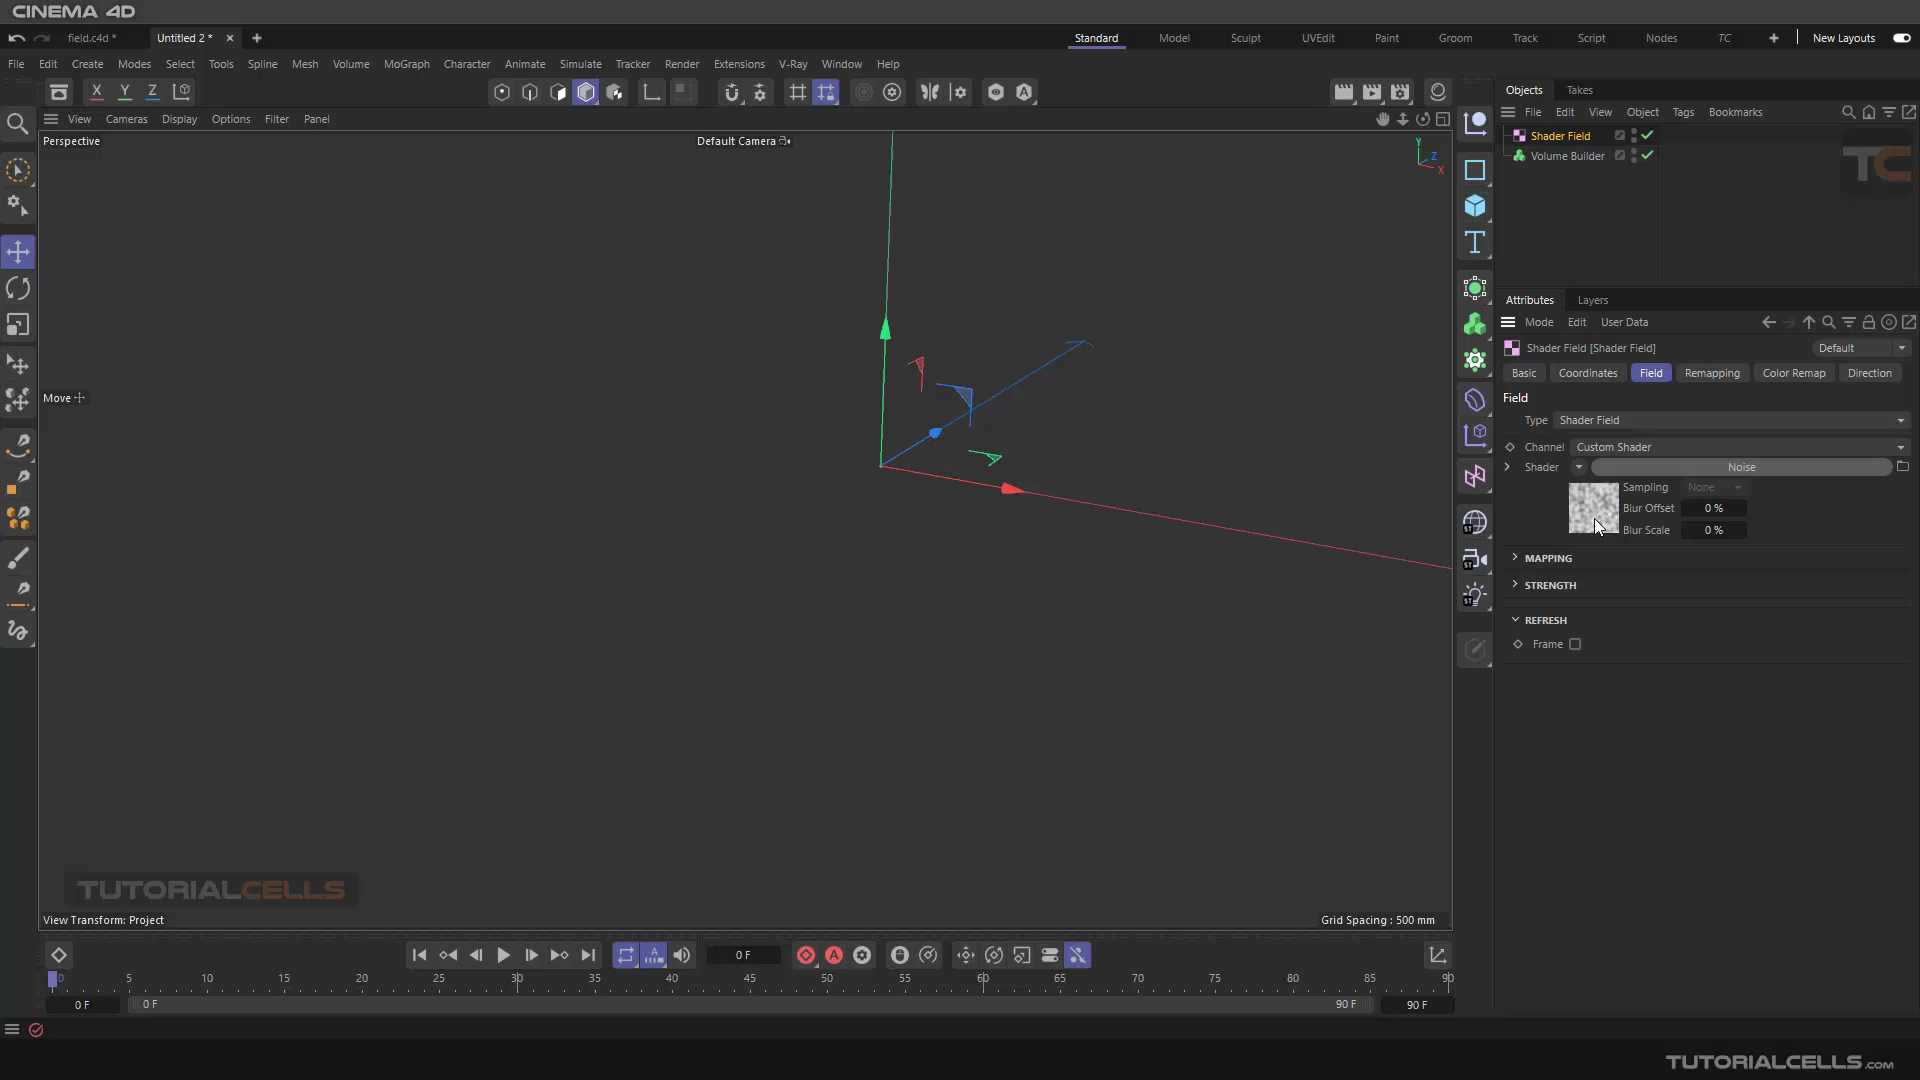 CINEMA 4D
field.c4d *
Untitled 2 *
Standard Model Sculpt UVEdit Paint Groom Track Script Nodes TC New Layouts
File Edit Create Modes Select Tools Spline Mesh Volume MoGraph Character Animate Simulate Tracker Render Extensions V-Ray Window Help
X Y Z
Objects Takes
View Cameras Display Options Filter Panel
File Edit View Object Tags Bookmarks
Perspective
Default Camera
Y
Z
X
Shader Field
Volume Builder
TC
Attributes Layers
Mode Edit User Data
Shader Field [Shader Field]
Default
Basic Coordinates Field Remapping Color Remap Direction
Move
Field
Type Shader Field
Channel Custom Shader
Shader Noise
Sampling None
Blur Offset 0 %
Blur Scale 0 %
MAPPING
STRENGTH
REFRESH
Frame
TUTORIALCELLS
View Transform: Project
Grid Spacing : 500 mm
0 F
0 5 10 15 20 25 30 35 40 45 50 55 60 65 70 75 80 85 90
0 F 0 F 90 F 90 F
TUTORIALCELLS.com